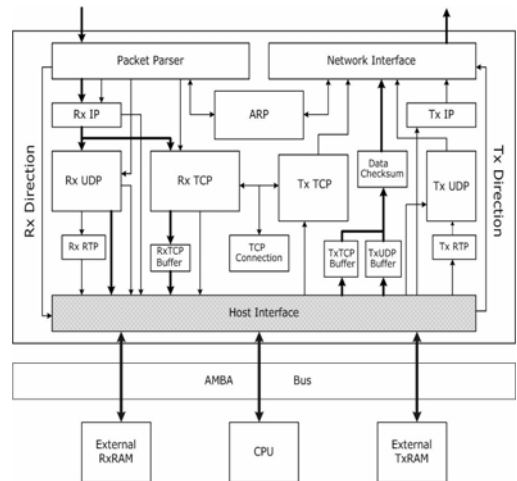 Packet Parser
Network Interface
Rx IP
ARP
Tx IP
Rx Direction
Tx Direction
Rx UDP
Rx TCP
Tx TCP
Data
Checksum
Tx UDP
Rx RTP
RxTCP
Buffer
TCP
Connection
TxTCP
Buffer
TxUDP
Buffer
Tx RTP
Host Interface
AMBA Bus
External
RxRAM
CPU
External
TxRAM